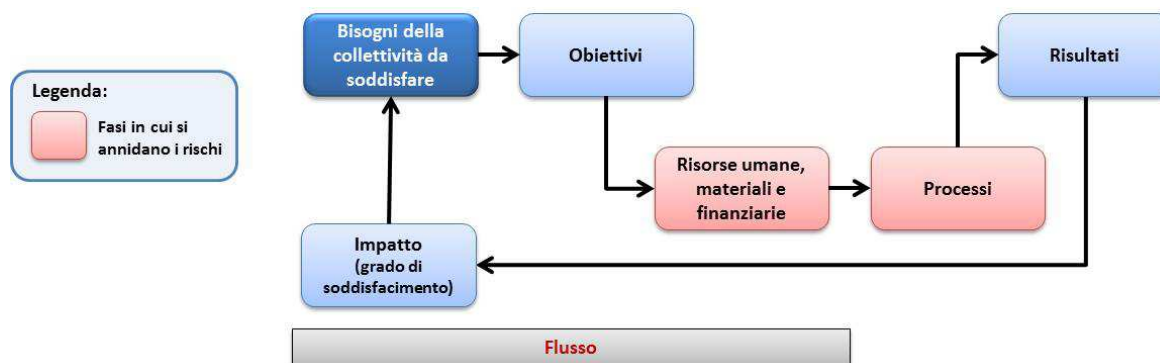 Bisogni della
collettività da
soddisfare
Obiettivi
Risultati
Legenda:
Fasi in cui si
annidano i rischi
Risorse umane,
materiali e
finanziarie
Processi
Impatto
(grado di
soddisfacimento)
Flusso